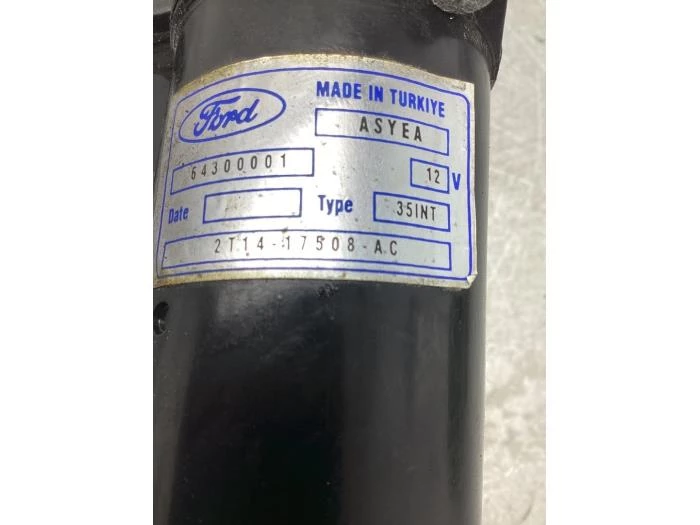 Ford
MADE IN TURKIYE
ASYEA
64300001
12 V
Date
Type 35INT
2T14-17508-AC